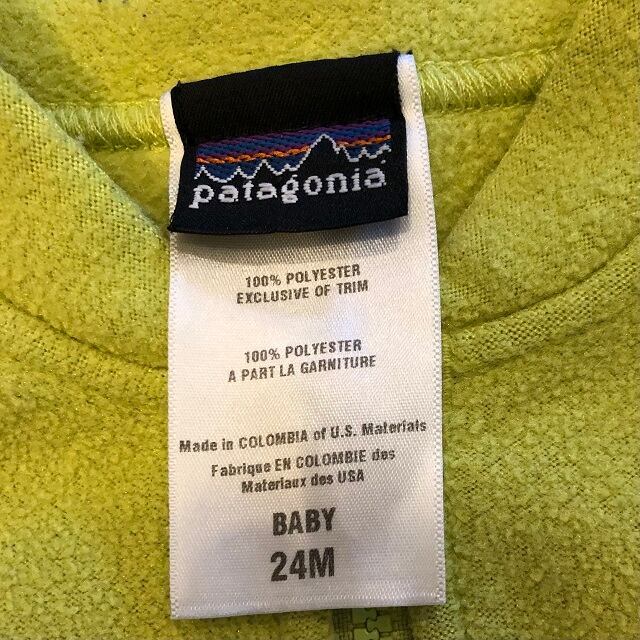 patagonia
100% POLYESTER
EXCLUSIVE OF TRIM
100% POLYESTER
A PART LA GARNITURE
Made in COLOMBIA of U.S. Materials
Fabrique EN COLOMBIE des
Materiaux des USA
BABY
24M